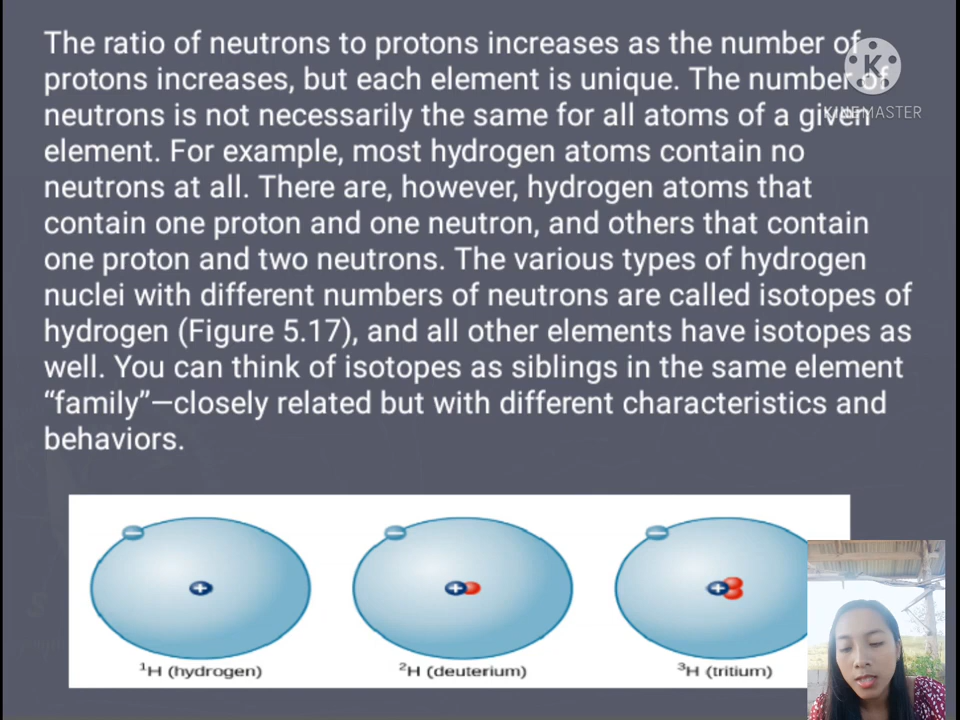 The ratio of neutrons to protons increases as the number of
protons increases, but each element is unique. The number of
neutrons is not necessarily the same for all atoms of a given
element. For example, most hydrogen atoms contain no
neutrons at all. There are, however, hydrogen atoms that
contain one proton and one neutron, and others that contain
one proton and two neutrons. The various types of hydrogen
nuclei with different numbers of neutrons are called isotopes of
hydrogen (Figure 5.17), and all other elements have isotopes as
well. You can think of isotopes as siblings in the same element
“family”—closely related but with different characteristics and
behaviors.
K
KINEMASTER
− − −
+ + +
¹H (hydrogen) ²H (deuterium) ³H (tritium)